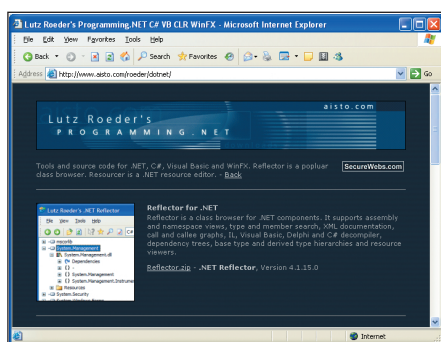 Lutz Roeder's Programming.NET C# VB CLR WinFX - Microsoft Internet Explorer
File Edit View Favorites Tools Help
Back Search Favorites
Address http://www.aisto.com/roeder/dotnet/ Go
aisto.com
Lutz Roeder's
PROGRAMMING.NET
Tools and source code for .NET, C#, Visual Basic and WinFX. Reflector is a popluar
class browser. Resourcer is a .NET resource editor. - Back
SecureWebs.com
Lutz Roeder's .NET Reflector
File View Tools Help
mscorlib
System.Management
System.Management.dll
Dependencies
{ } -
{ } System.Management
{ } System.Management.Instrumen
Resources
System.Security
Reflector for .NET
Reflector is a class browser for .NET components. It supports assembly
and namespace views, type and member search, XML documentation,
call and callee graphs, IL, Visual Basic, Delphi and C# decompiler,
dependency trees, base type and derived type hierarchies and resource
viewers.
Reflector.zip - .NET Reflector, Version 4.1.15.0
Internet